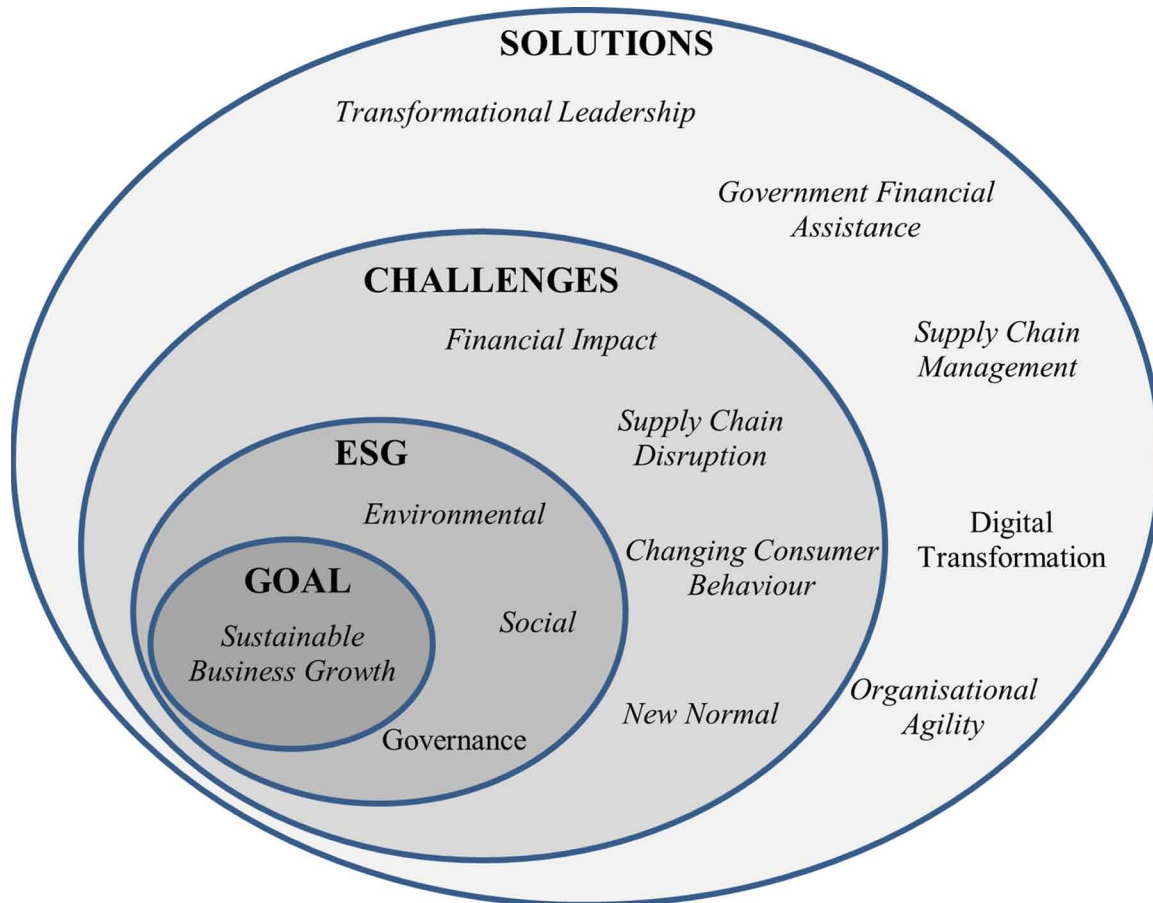 SOLUTIONS
Transformational Leadership
Government Financial
Assistance
Supply Chain
Management
Digital
Transformation
Organisational
Agility
CHALLENGES
Financial Impact
Supply Chain
Disruption
Changing Consumer
Behaviour
New Normal
ESG
Environmental
Social
Governance
GOAL
Sustainable
Business Growth